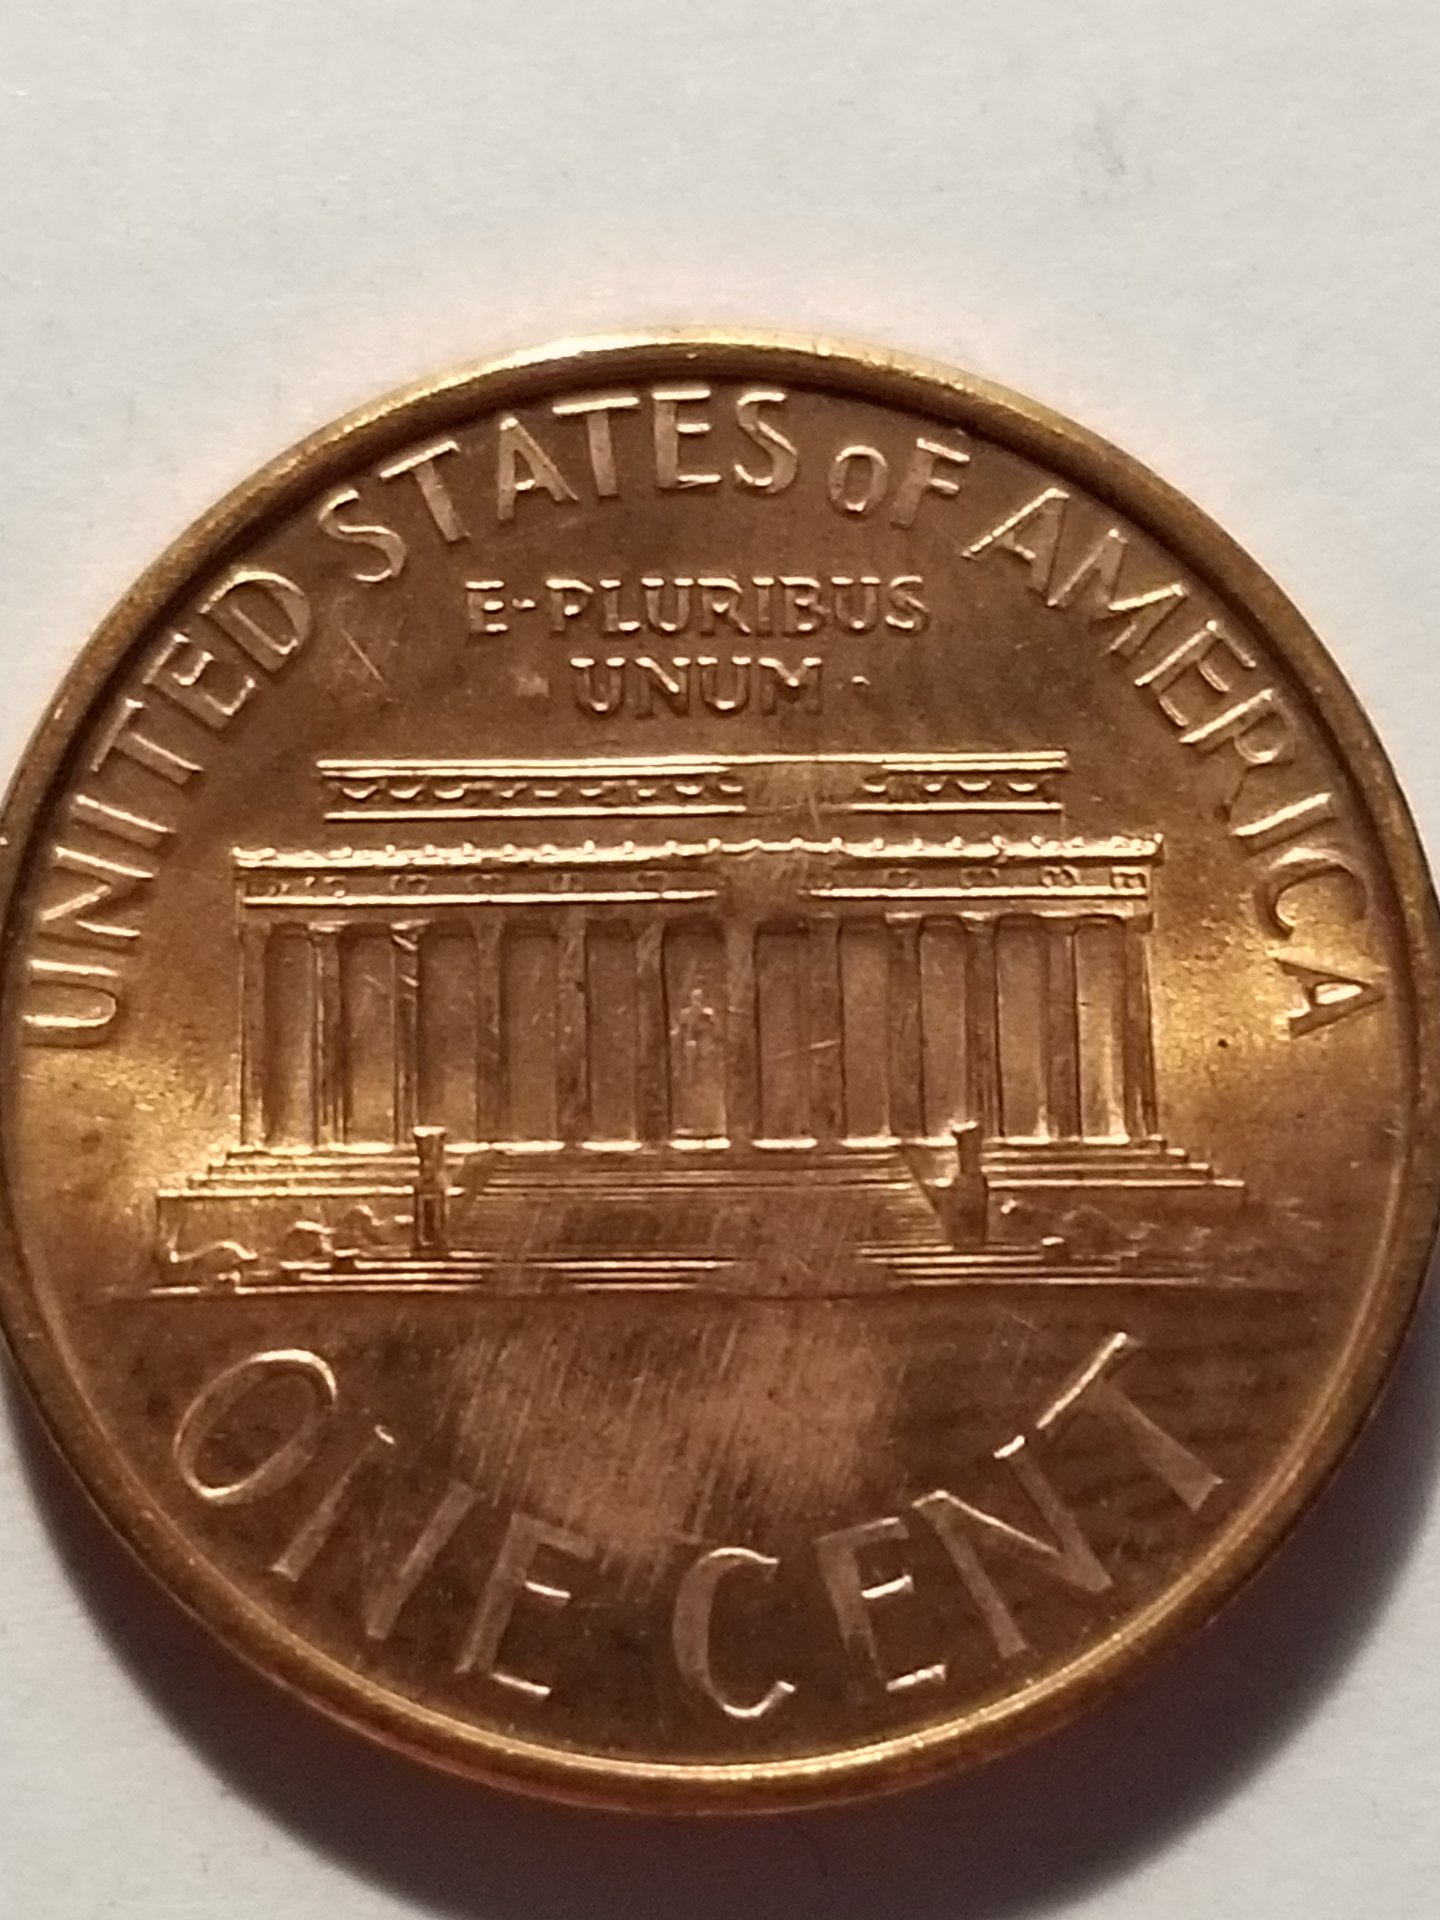 UNITED STATES OF AMERICA
E·PLURIBUS
·UNUM·
ONE CENT